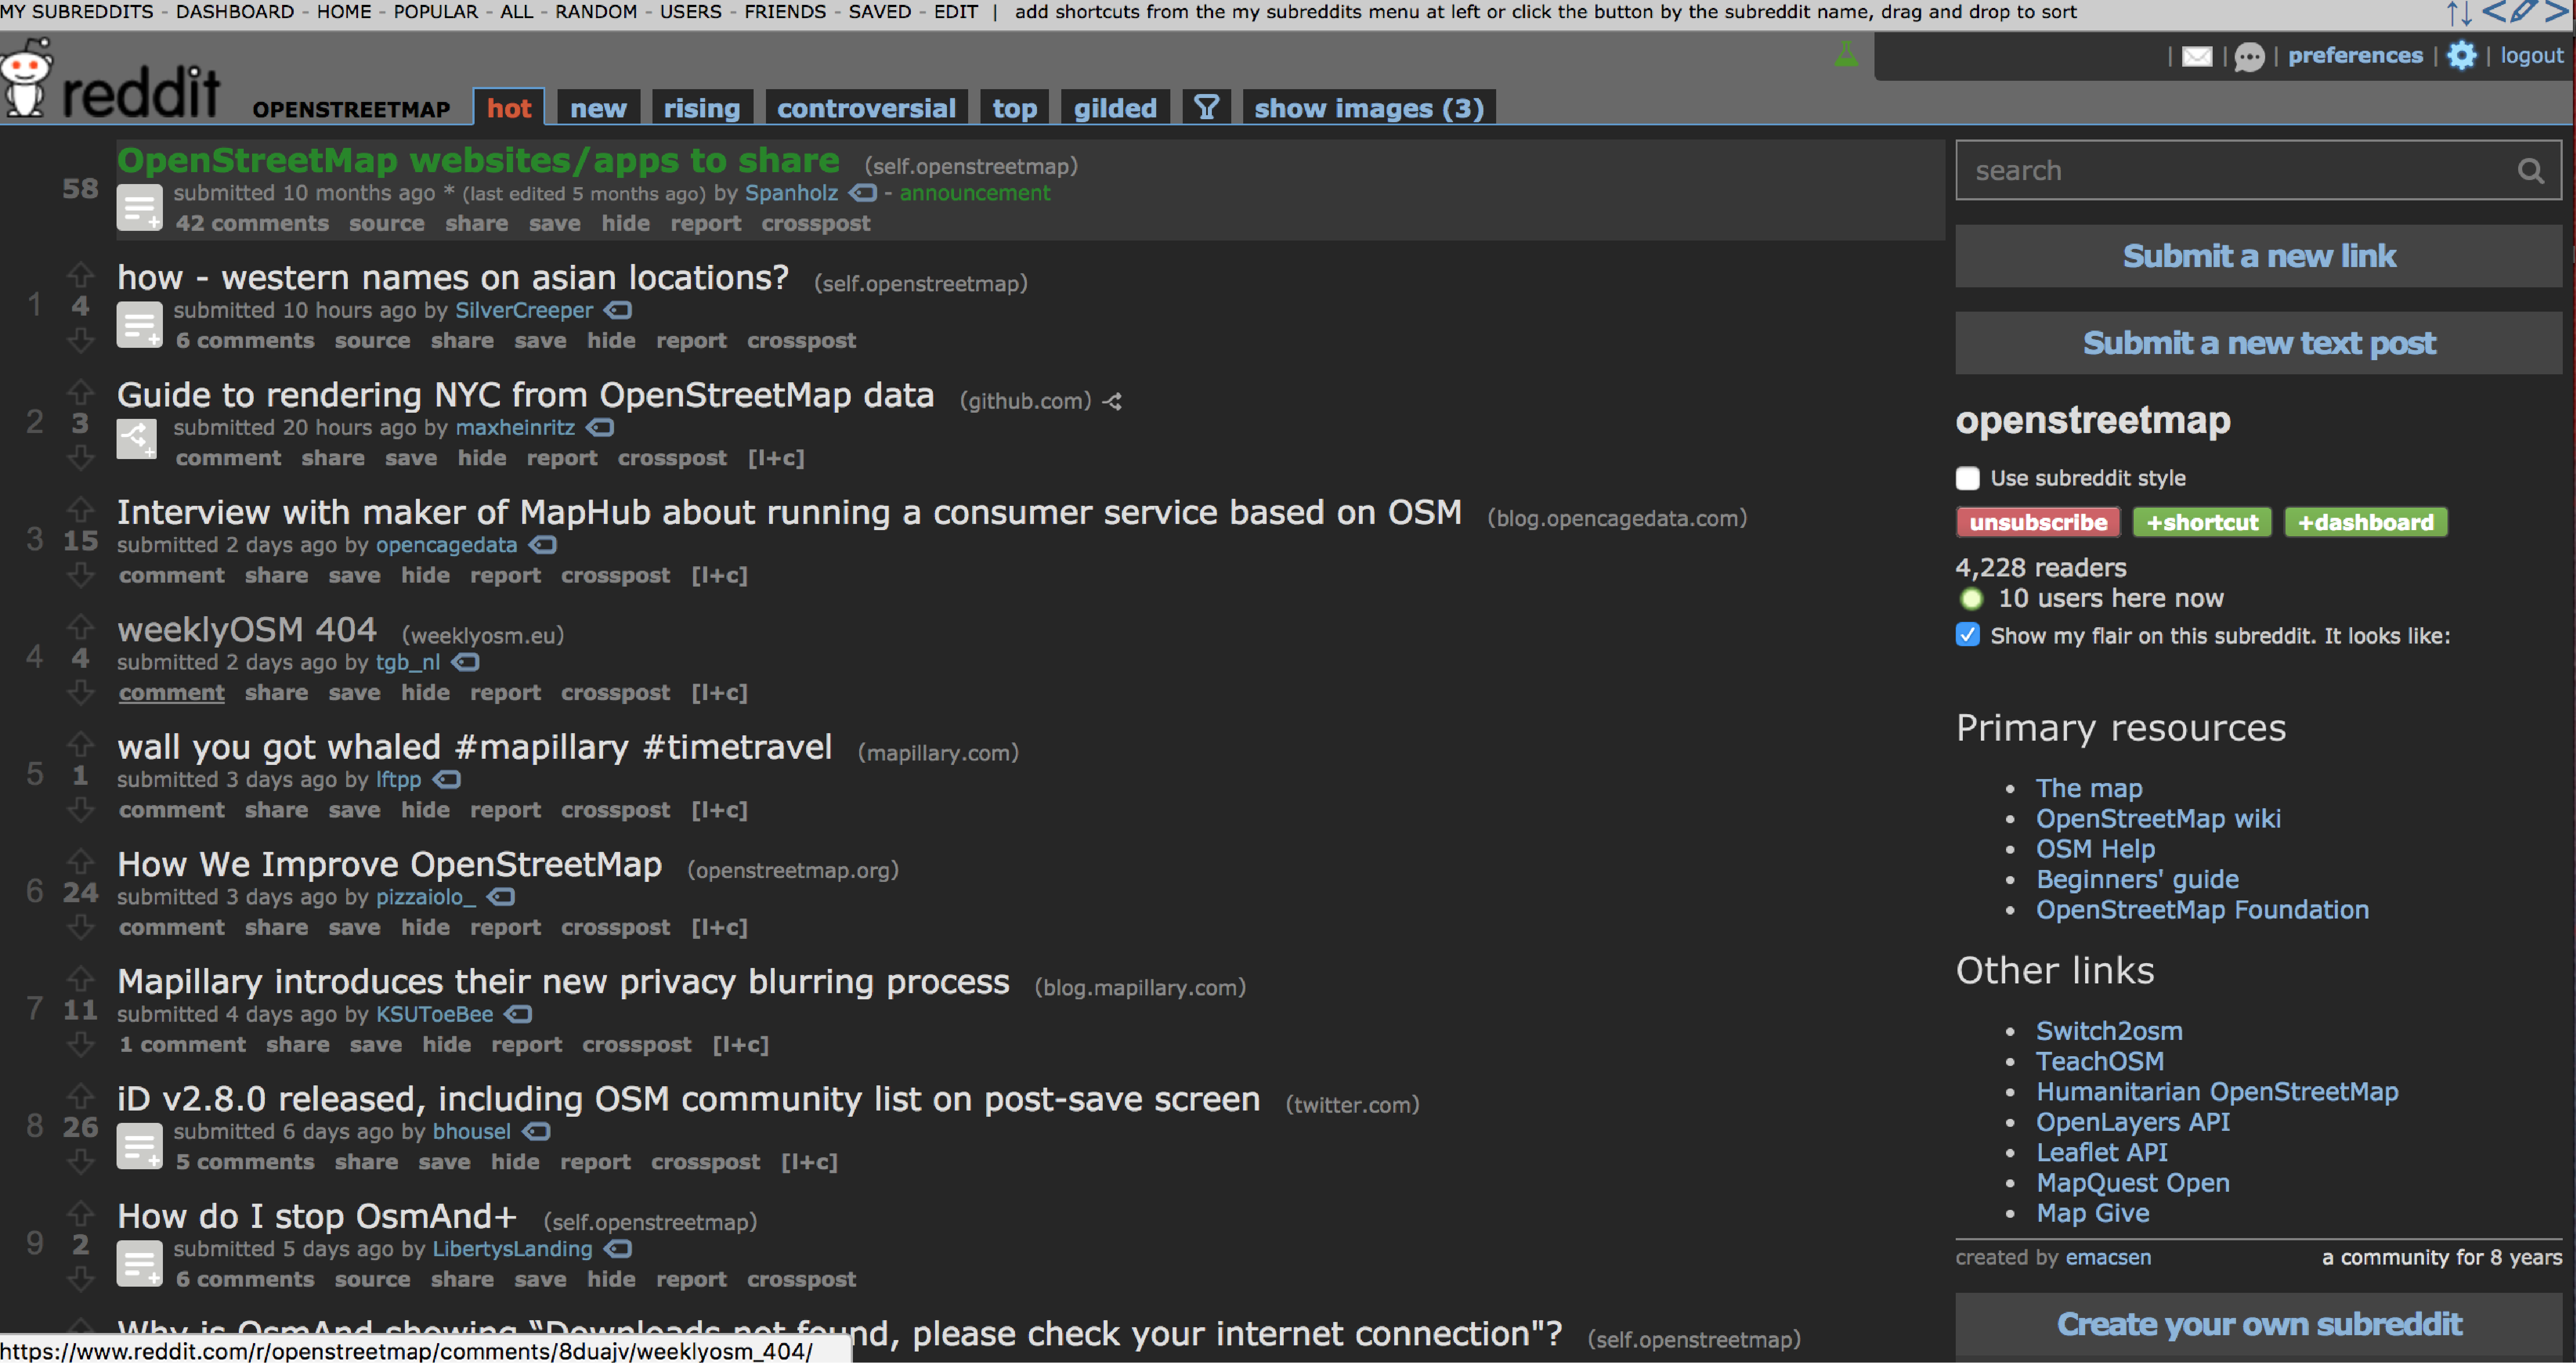 MY SUBREDDITS - DASHBOARD - HOME - POPULAR - ALL - RANDOM - USERS - FRIENDS - SAVED - EDIT | add shortcuts from the my subreddits menu at left or click the button by the subreddit name, drag and drop to sort
| | | preferences | | logout
reddit OPENSTREETMAP hot new rising controversial top gilded show images (3)
OpenStreetMap websites/apps to share (self.openstreetmap)
58
submitted 10 months ago * (last edited 5 months ago) by Spanholz - announcement
42 comments source share save hide report crosspost
how - western names on asian locations? (self.openstreetmap)
1 4
submitted 10 hours ago by SilverCreeper
6 comments source share save hide report crosspost
Guide to rendering NYC from OpenStreetMap data (github.com)
2 3
submitted 20 hours ago by maxheinritz
comment share save hide report crosspost [l+c]
Interview with maker of MapHub about running a consumer service based on OSM (blog.opencagedata.com)
3 15
submitted 2 days ago by opencagedata
comment share save hide report crosspost [l+c]
weeklyOSM 404 (weeklyosm.eu)
4 4
submitted 2 days ago by tgb_nl
comment share save hide report crosspost [l+c]
wall you got whaled #mapillary #timetravel (mapillary.com)
5 1
submitted 3 days ago by lftpp
comment share save hide report crosspost [l+c]
How We Improve OpenStreetMap (openstreetmap.org)
6 24
submitted 3 days ago by pizzaiolo_
comment share save hide report crosspost [l+c]
Mapillary introduces their new privacy blurring process (blog.mapillary.com)
7 11
submitted 4 days ago by KSUToeBee
1 comment share save hide report crosspost [l+c]
iD v2.8.0 released, including OSM community list on post-save screen (twitter.com)
8 26
submitted 6 days ago by bhousel
5 comments share save hide report crosspost [l+c]
How do I stop OsmAnd+ (self.openstreetmap)
9 2
submitted 5 days ago by LibertysLanding
6 comments source share save hide report crosspost
Why is OsmAnd showing “Downloads not found, please check your internet connection"? (self.openstreetmap)
https://www.reddit.com/r/openstreetmap/comments/8duajv/weeklyosm_404/
search
Submit a new link
Submit a new text post
openstreetmap
Use subreddit style
unsubscribe +shortcut +dashboard
4,228 readers
10 users here now
Show my flair on this subreddit. It looks like:
Primary resources
• The map
• OpenStreetMap wiki
• OSM Help
• Beginners' guide
• OpenStreetMap Foundation
Other links
• Switch2osm
• TeachOSM
• Humanitarian OpenStreetMap
• OpenLayers API
• Leaflet API
• MapQuest Open
• Map Give
created by emacsen a community for 8 years
Create your own subreddit